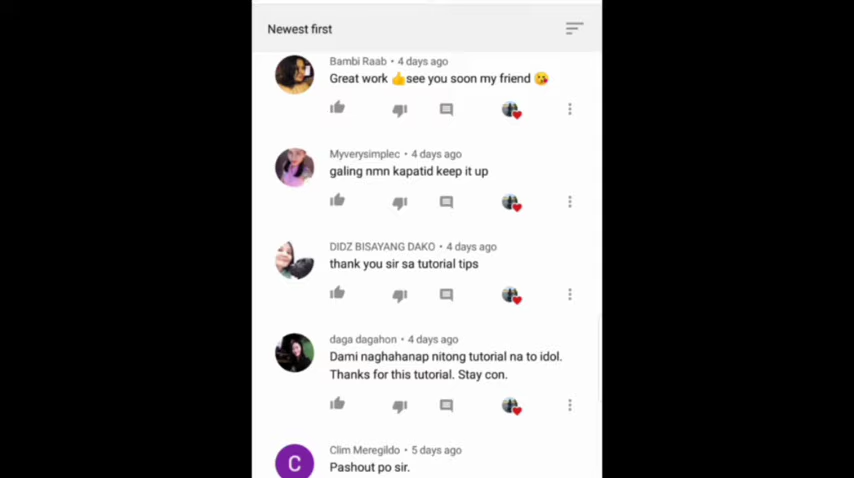 Newest first
Bambi Raab • 4 days ago
Great work 👍see you soon my friend 😘
Myverysimplec • 4 days ago
galing nmn kapatid keep it up
DIDZ BISAYANG DAKO • 4 days ago
thank you sir sa tutorial tips
daga dagahon • 4 days ago
Dami naghahanap nitong tutorial na to idol.
Thanks for this tutorial. Stay con.
C
Clim Meregildo • 5 days ago
Pashout po sir.